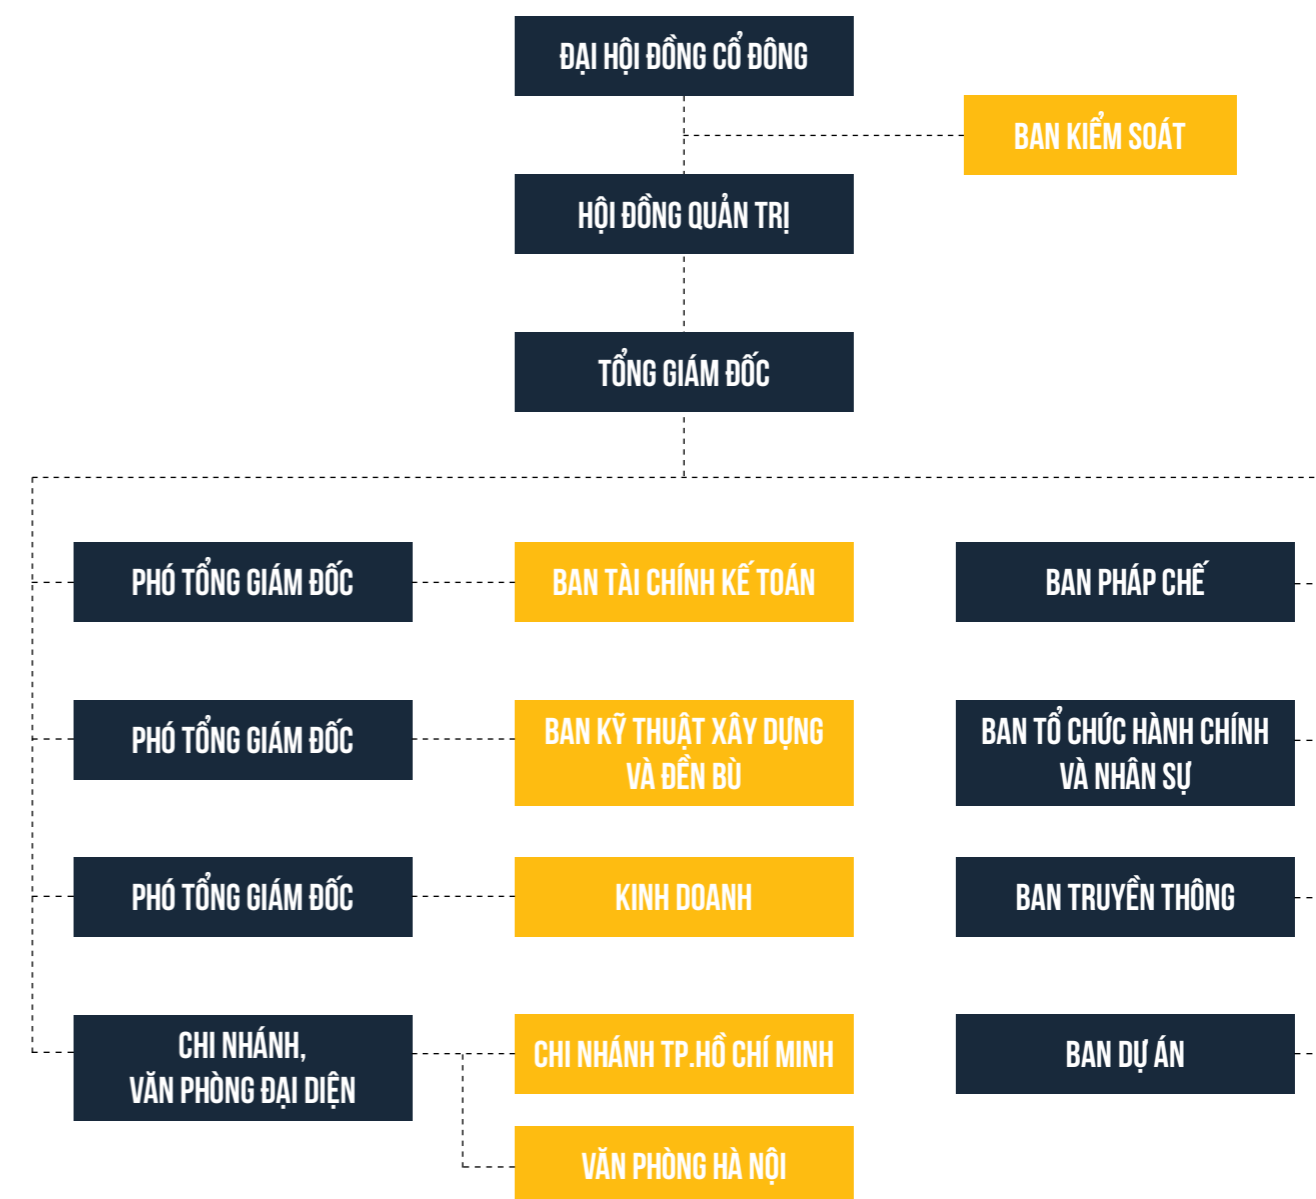 ĐẠI HỘI ĐỒNG CỔ ĐÔNG
BAN KIỂM SOÁT
HỘI ĐỒNG QUẢN TRỊ
TỔNG GIÁM ĐỐC
PHÓ TỔNG GIÁM ĐỐC
BAN TÀI CHÍNH KẾ TOÁN
BAN PHÁP CHẾ
PHÓ TỔNG GIÁM ĐỐC
BAN KỸ THUẬT XÂY DỰNG
VÀ ĐỀN BÙ
BAN TỔ CHỨC HÀNH CHÍNH
VÀ NHÂN SỰ
PHÓ TỔNG GIÁM ĐỐC
KINH DOANH
BAN TRUYỀN THÔNG
CHI NHÁNH,
VĂN PHÒNG ĐẠI DIỆN
CHI NHÁNH TP.HỒ CHÍ MINH
BAN DỰ ÁN
VĂN PHÒNG HÀ NỘI